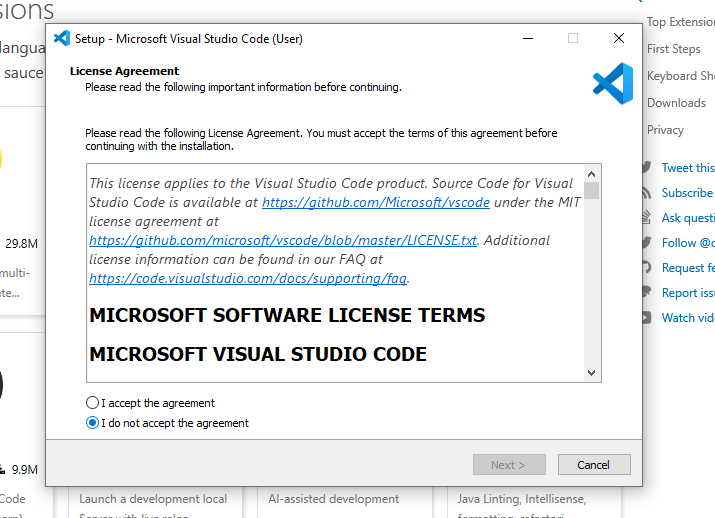 sions
langua
sauce
29.8M
multi-
ate...
9.9M
Code
Setup - Microsoft Visual Studio Code (User)
License Agreement
Please read the following important information before continuing.
Please read the following License Agreement. You must accept the terms of this agreement before
continuing with the installation.
This license applies to the Visual Studio Code product. Source Code for Visual
Studio Code is available at https://github.com/Microsoft/vscode under the MIT
license agreement at
https://github.com/microsoft/vscode/blob/master/LICENSE.txt. Additional
license information can be found in our FAQ at
https://code.visualstudio.com/docs/supporting/faq.
MICROSOFT SOFTWARE LICENSE TERMS
MICROSOFT VISUAL STUDIO CODE
I accept the agreement
I do not accept the agreement
Next >
Cancel
Top Extension
First Steps
Keyboard Sho
Downloads
Privacy
Tweet this
Subscribe
Ask questi
Follow @c
Request fe
Report issu
Watch vid
Launch a development local
AI-assisted development
Java Linting, Intellisense,